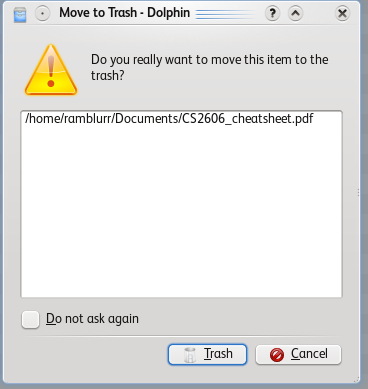 Move to Trash - Dolphin
Do you really want to move this item to the
trash?
/home/ramblurr/Documents/CS2606_cheatsheet.pdf
Do not ask again
Trash
Cancel